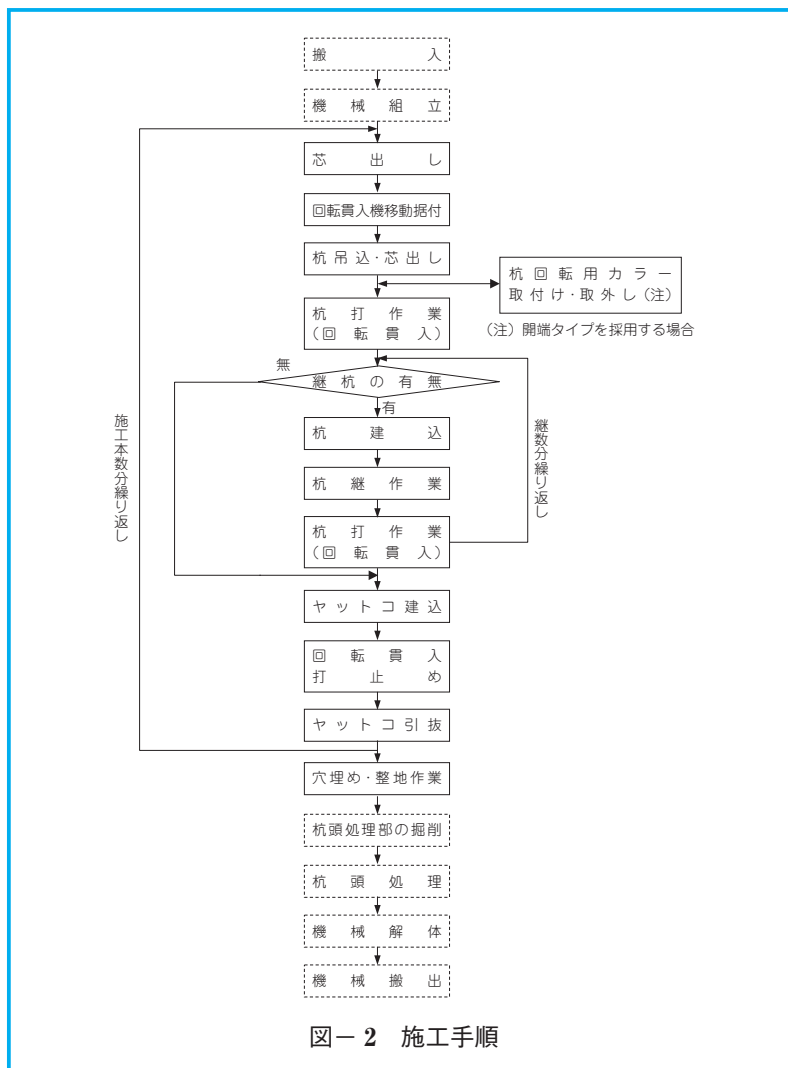 搬入
機械組立
芯出し
回転貫入機移動据付
杭吊込・芯出し
杭回転用カラー
取付け・取外し（注）
（注）開端タイプを採用する場合
杭打作業
（回転貫入）
無
継杭の有無
有
杭建込
杭継作業
杭打作業
（回転貫入）
継数分繰り返し
施工本数分繰り返し
ヤットコ建込
回転貫入
打止め
ヤットコ引抜
穴埋め・整地作業
杭頭処理部の掘削
杭頭処理
機械解体
機械搬出
図－2　施工手順